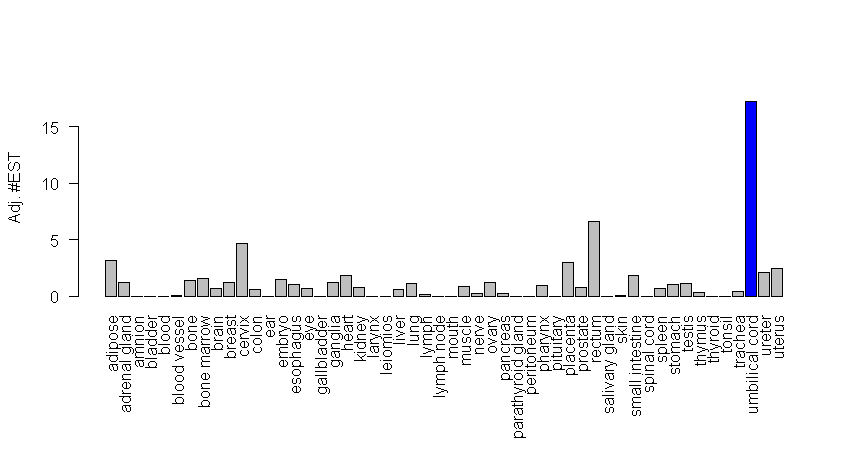 Adj. #EST
15
10
5
0
adipose
adrenal gland
amnion
bladder
blood
blood vessel
bone
bone marrow
brain
breast
cervix
colon
ear
embryo
esophagus
eye
gallbladder
ganglia
heart
kidney
larynx
leiomios
liver
lung
lymph
lymph node
mouth
muscle
nerve
ovary
pancreas
parathyroid gland
peritoneum
pharynx
pituitary
placenta
prostate
rectum
salivary gland
skin
small intestine
spinal cord
spleen
stomach
testis
thymus
thyroid
tonsil
trachea
umbilical cord
ureter
uterus